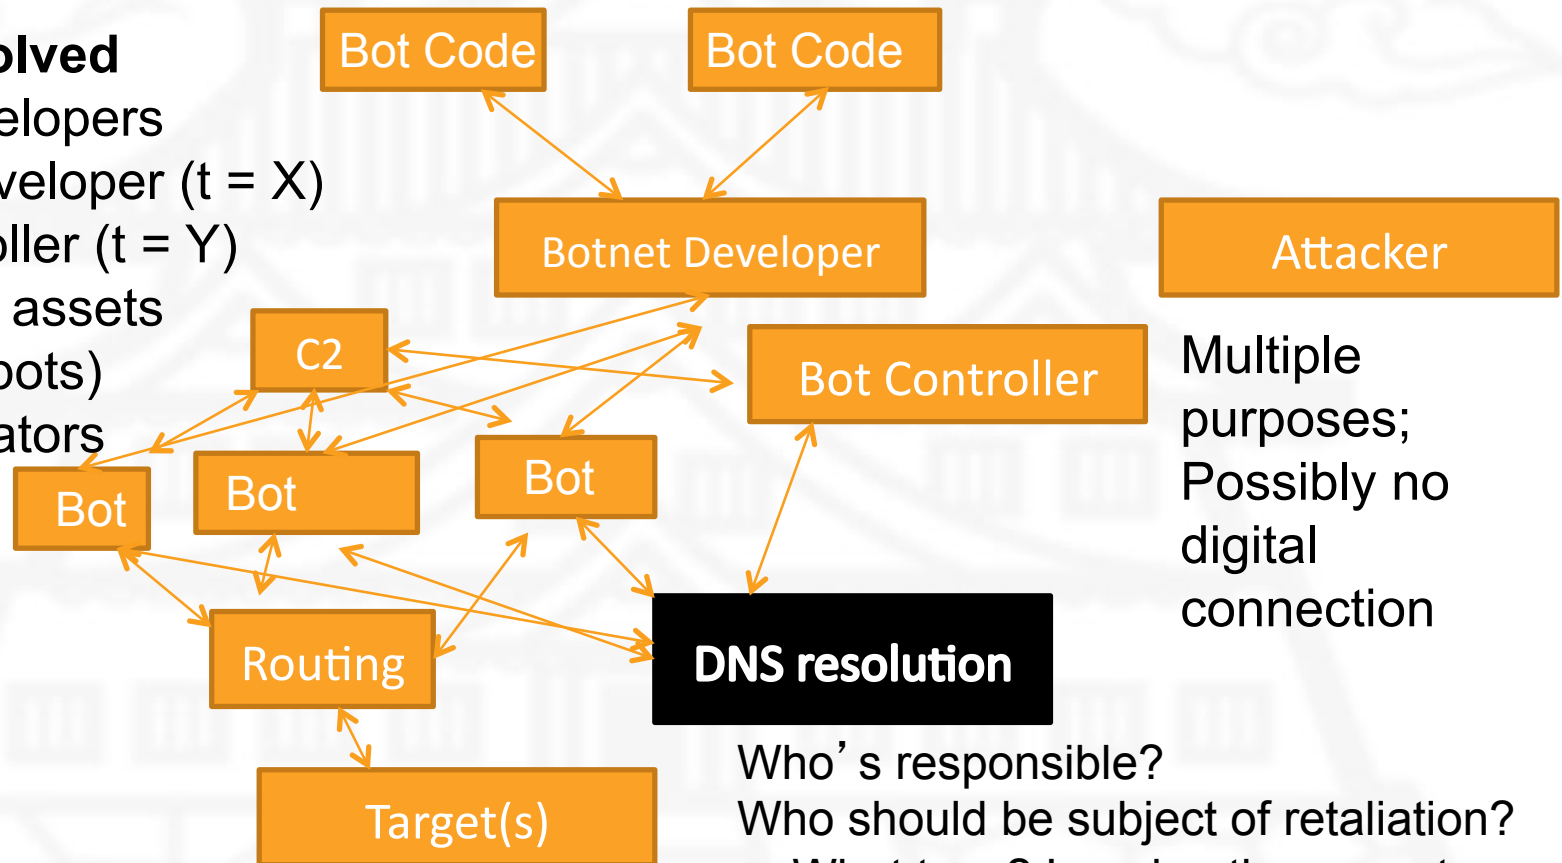 olved
elopers
veloper (t = X)
oller (t = Y)
assets
oots)
ators
Bot Code
Bot Code
Botnet Developer
Attacker
C2
Bot Controller
Multiple
purposes;
Possibly no
digital
connection
Bot
Bot
Bot
Routing
DNS resolution
Target(s)
Who's responsible?
Who should be subject of retaliation?